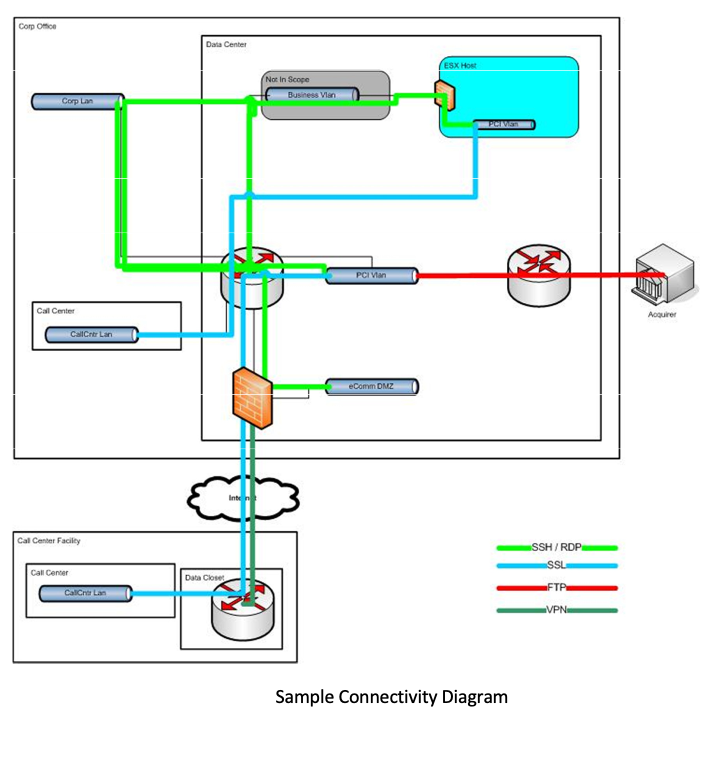 Corp Office
Data Center
Not In Scope
ESX Host
Business Vlan
Corp Lan
PCI Vlan
PCI Vlan
Call Center
Acquirer
CallCntr Lan
eComm DMZ
Call Center Facility
SSH / RDP
SSL
Call Center
Data Closet
FTP
CallCntr Lan
VPN
Sample Connectivity Diagram